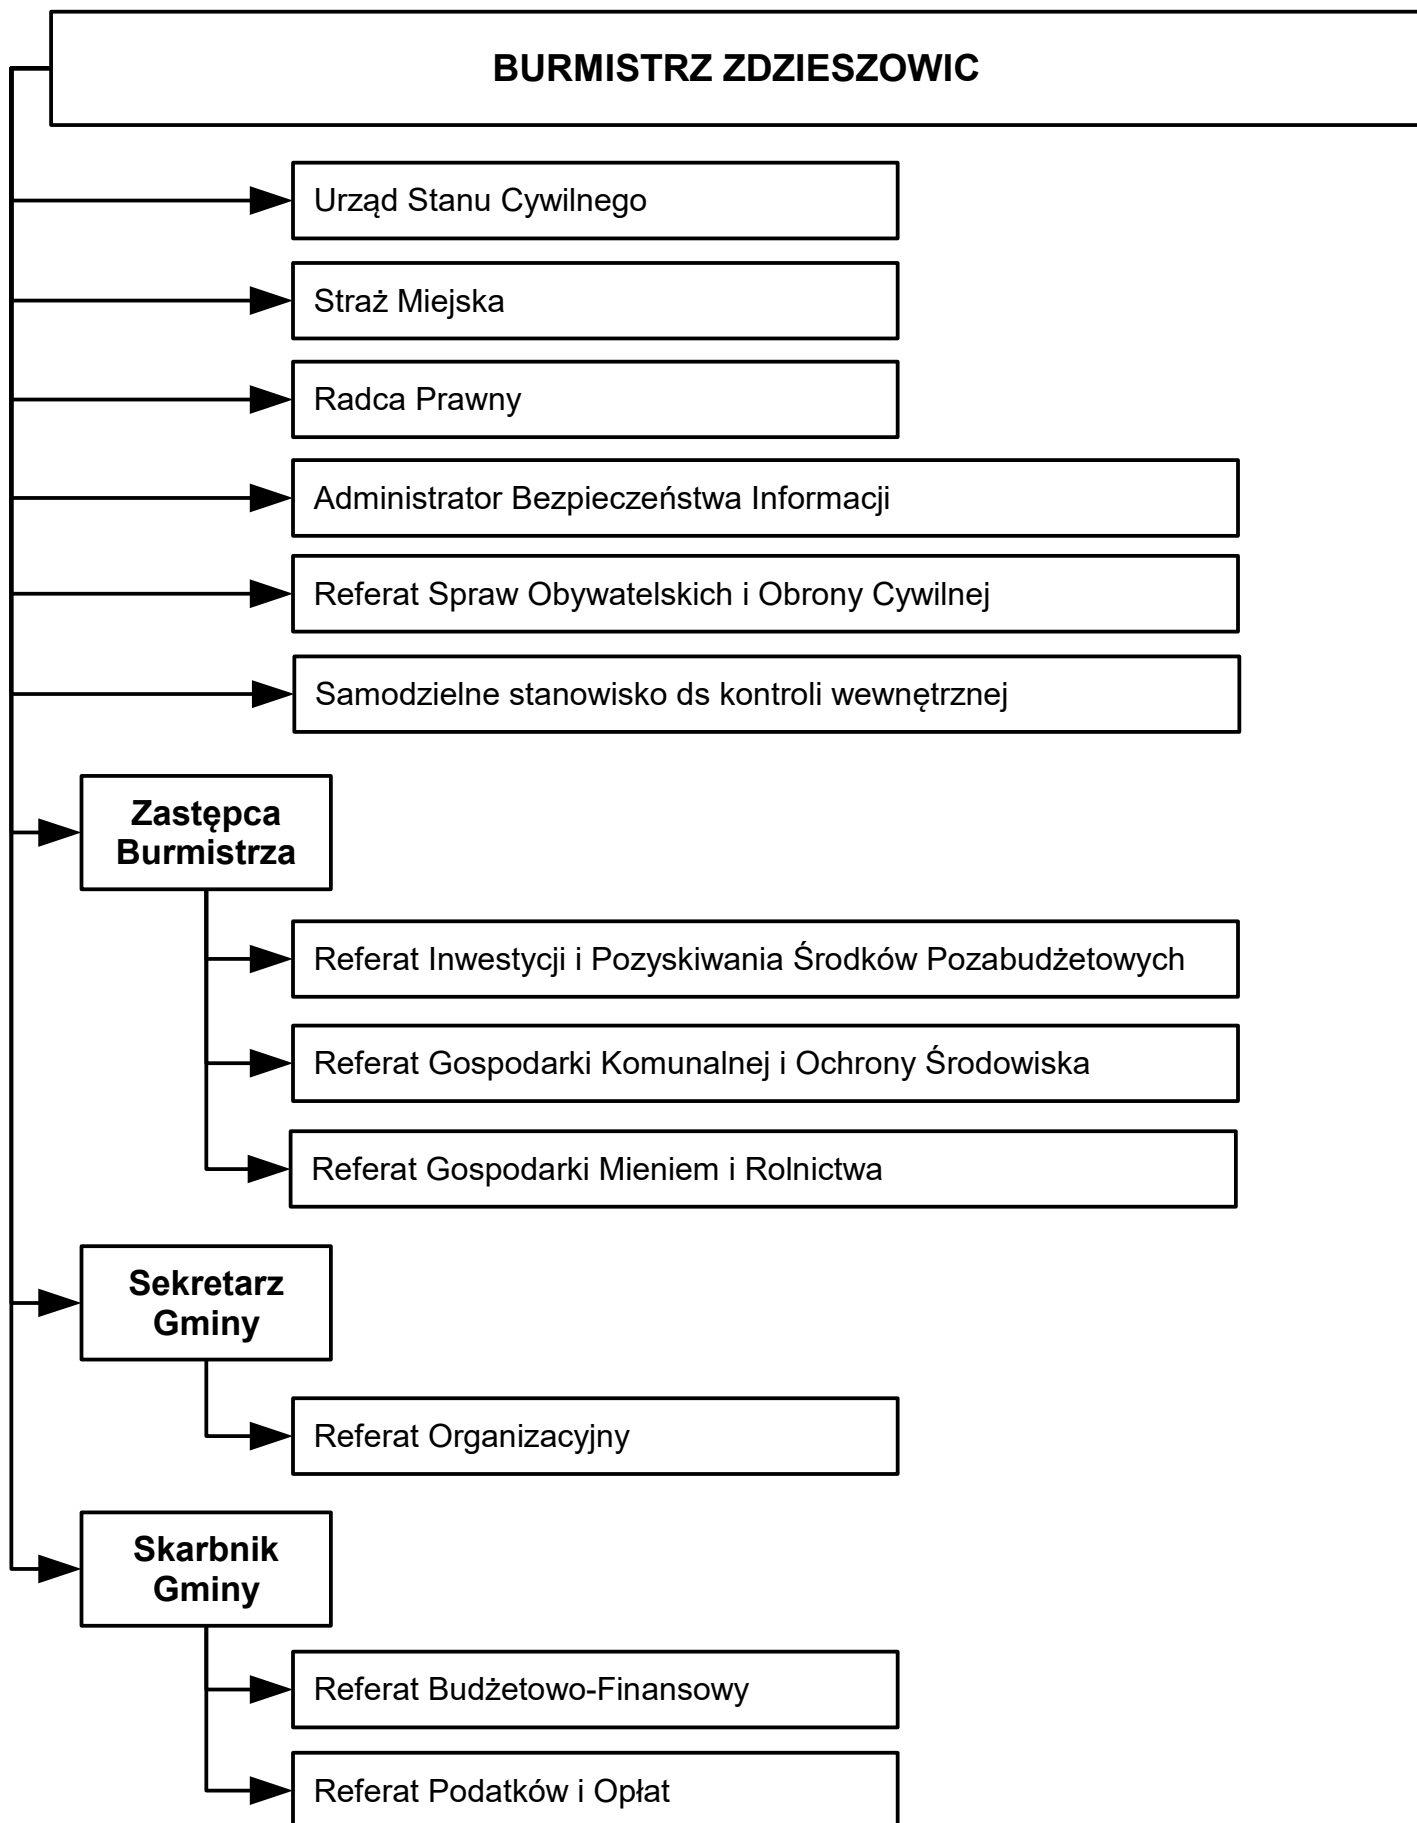 BURMISTRZ ZDZIESZOWIC
Urząd Stanu Cywilnego
Straż Miejska
Radca Prawny
Administrator Bezpieczeństwa Informacji
Referat Spraw Obywatelskich i Obrony Cywilnej
Samodzielne stanowisko ds kontroli wewnętrznej
Zastępca
Burmistrza
Referat Inwestycji i Pozyskiwania Środków Pozabudżetowych
Referat Gospodarki Komunalnej i Ochrony Środowiska
Referat Gospodarki Mieniem i Rolnictwa
Sekretarz
Gminy
Referat Organizacyjny
Skarbnik
Gminy
Referat Budżetowo-Finansowy
Referat Podatków i Opłat